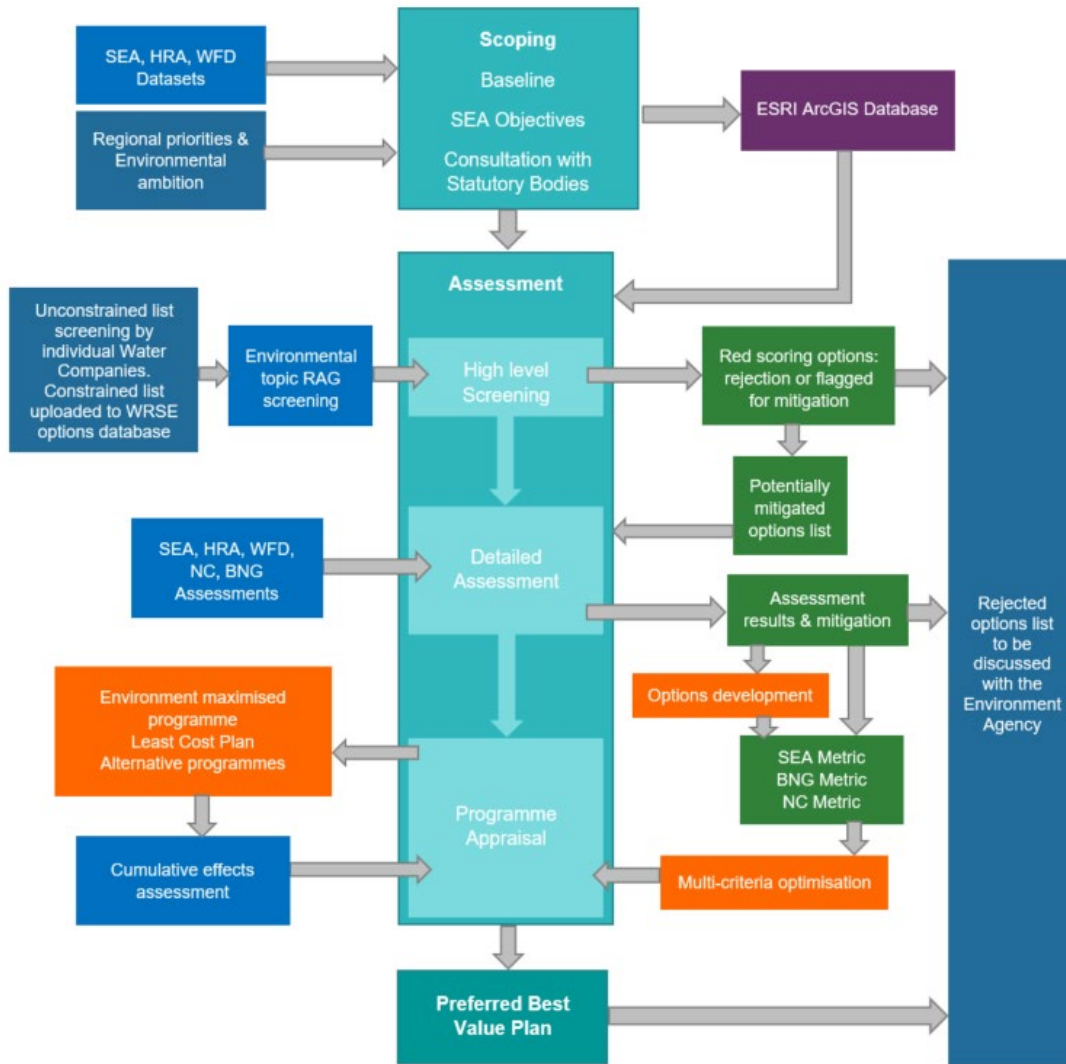 Scoping
Baseline
SEA Objectives
Consultation with
Statutory Bodies
SEA, HRA, WFD
Datasets
Regional priorities &
Environmental
ambition
ESRI ArcGIS Database
Assessment
Unconstrained list
screening by
individual Water
Companies.
Constrained list
uploaded to WRSE
options database
Environmental
topic RAG
screening
High level
Screening
Red scoring options:
rejection or flagged
for mitigation
Potentially
mitigated
options list
SEA, HRA, WFD,
NC, BNG
Assessments
Detailed
Assessment
Assessment
results & mitigation
Options development
SEA Metric
BNG Metric
NC Metric
Environment maximised
programme
Least Cost Plan
Alternative programmes
Programme
Appraisal
Cumulative effects
assessment
Multi-criteria optimisation
Rejected
options list
to be
discussed
with the
Environment
Agency
Preferred Best
Value Plan